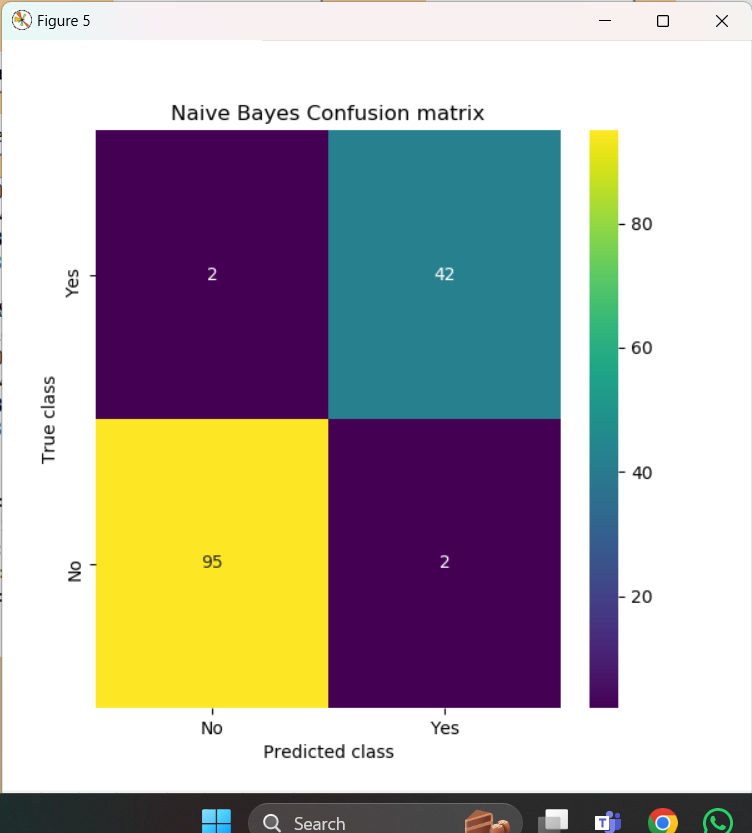 Figure 5
Naive Bayes Confusion matrix
Yes
2
42
80
60
True class
40
No
95
2
20
No
Yes
Predicted class
Search